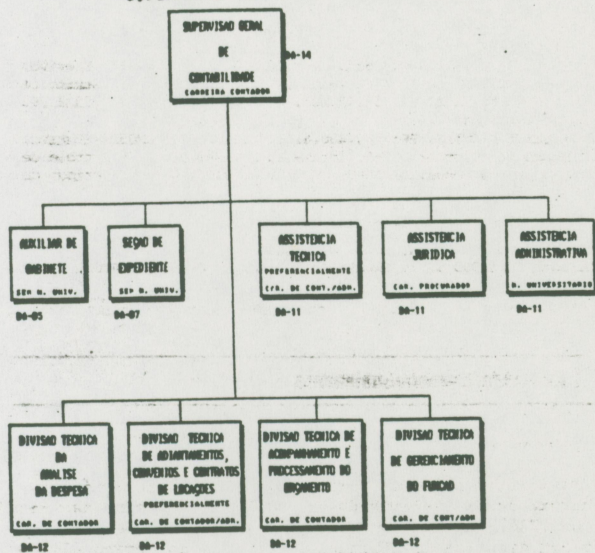 SUPERVISAO GERAL
DE
CONTABILIDADE
CARREIRA CONTADOR
DA-14
AUXILIAR DE
GABINETE
SEM N. UNIV.
DA-05
SEÇAO DE
EXPEDIENTE
SEM N. UNIV.
DA-07
ASSISTENCIA
TECNICA
PREFERENCIALMENTE
C/R. DE CONT./ADM.
DA-11
ASSISTENCIA
JURIDICA
CAR. PROCURADOR
DA-11
ASSISTENCIA
ADMINISTRATIVA
N. UNIVERSITARIO
DA-11
DIVISAO TECNICA
DA
ANALISE
DA DESPESA
CAR. DE CONTADOR
DA-12
DIVISAO TECNICA
DE ADIANTAMENTOS,
CONVENIOS E CONTRATOS
DE LOCAÇOES
PREFERENCIALMENTE
CAR. DE CONTADOR/ADM.
DA-12
DIVISAO TECNICA DE
ACOMPANHAMENTO E
PROCESSAMENTO DO
ORÇAMENTO
CAR. DE CONTADOR
DA-12
DIVISAO TECNICA
DE GERENCIAMENTO
DO FUNCAD
CAR. DE CONT/ADM
DA-12